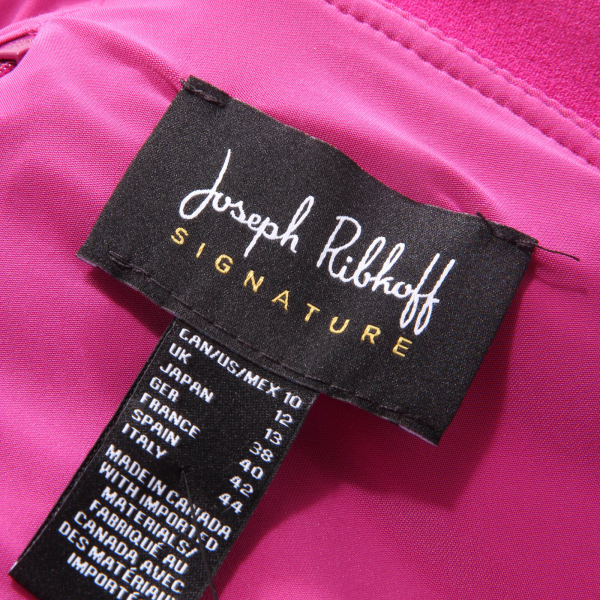 Joseph Ribkoff
SIGNATURE
CAN/US/MEX 10
UK 12
JAPAN 13
GER 38
FRANCE 40
SPAIN 42
ITALY 44
MADE IN CANADA
WITH IMPORTED
MATERIALS/
FABRIQUÉ AU
CANADA AVEC
DES MATÉRIAUX
IMPORTÉ